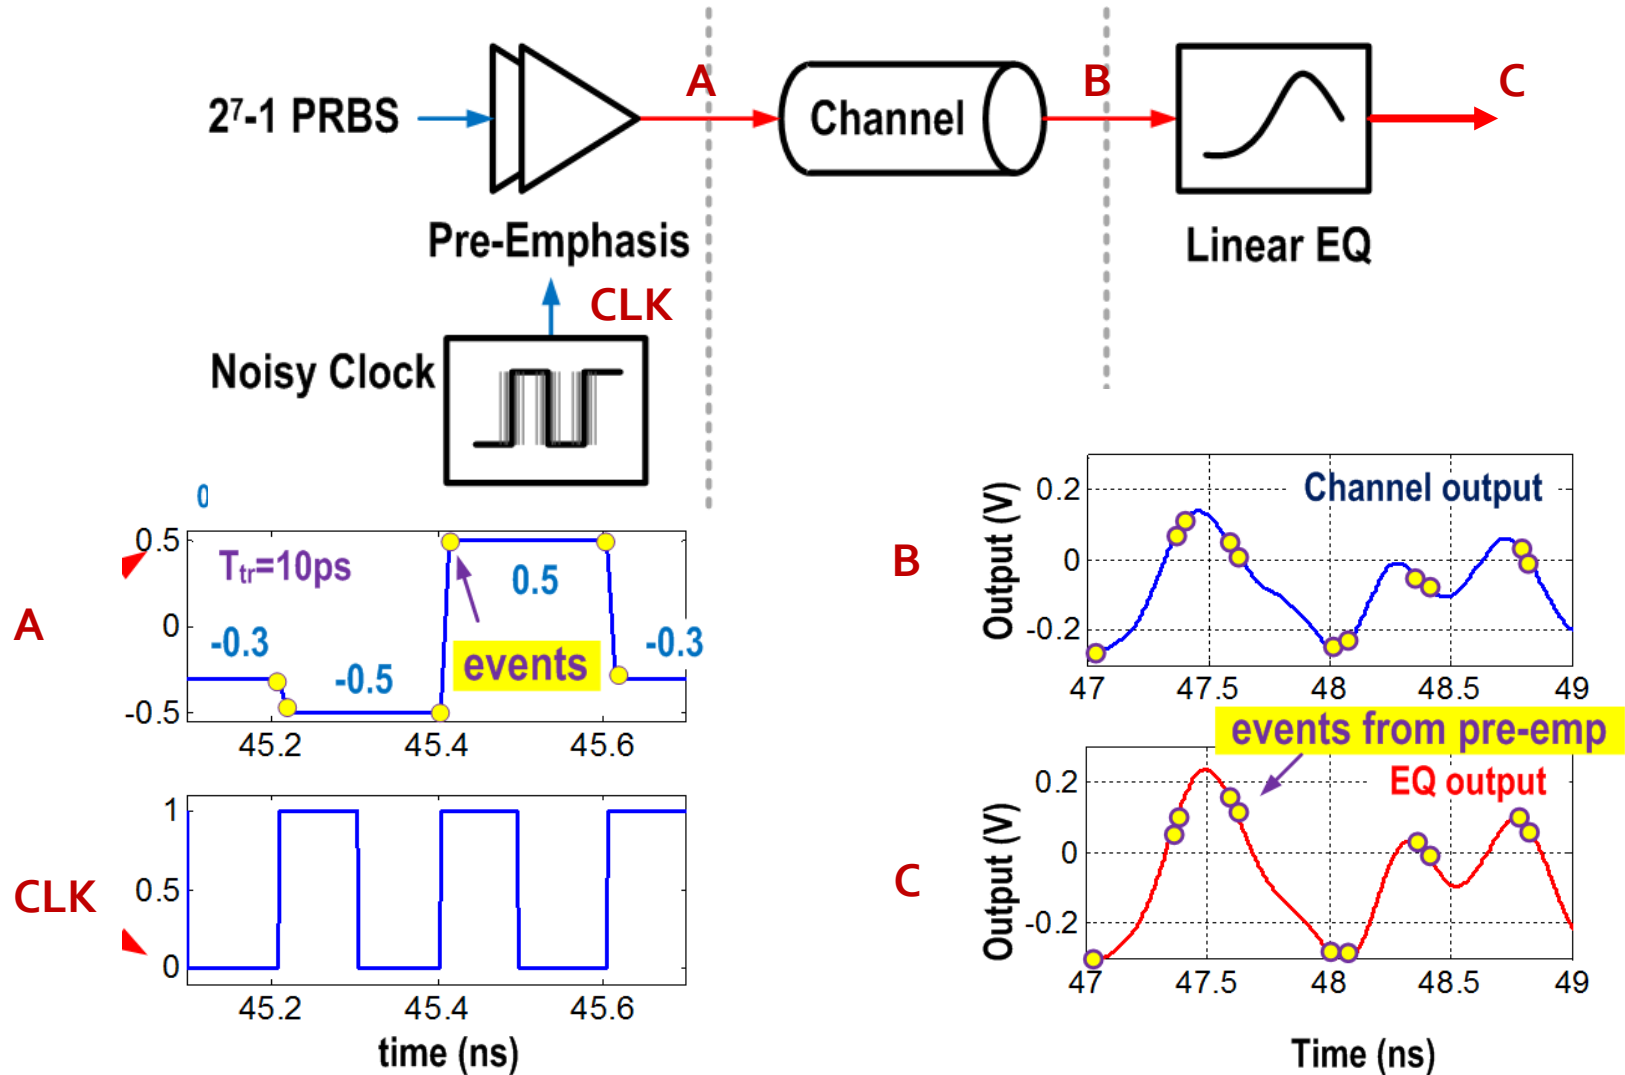 A
B
C
2⁷-1 PRBS
Channel
Pre-Emphasis
Linear EQ
CLK
Noisy Clock
0
A
0.5
0
-0.5
Ttr=10ps
-0.3
-0.5
0.5
events
-0.3
45.2 45.4 45.6
CLK
1
0.5
0
45.2 45.4 45.6
time (ns)
B
Output (V)
0.2
0
-0.2
Channel output
47 47.5 48 48.5 49
events from pre-emp
C
Output (V)
0.2
0
-0.2
EQ output
47 47.5 48 48.5 49
Time (ns)